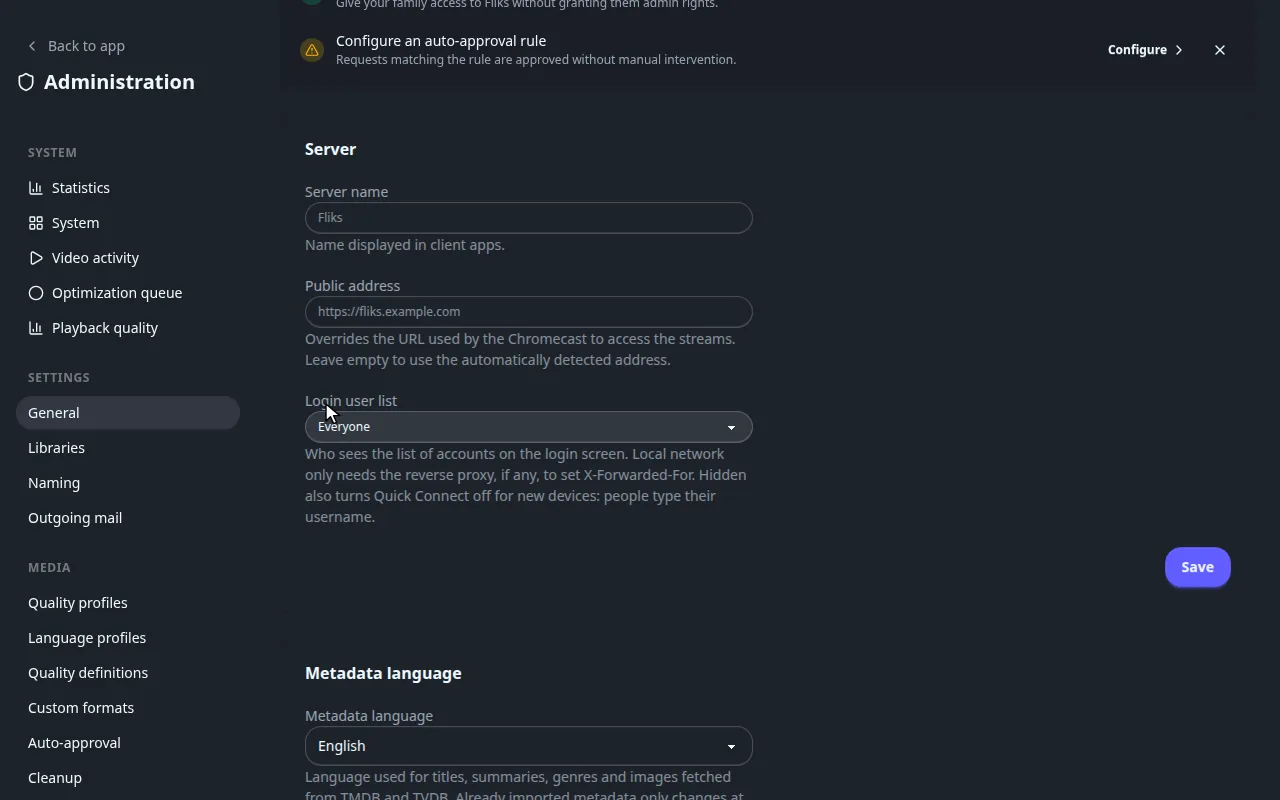 Give your family access to Fliks without granting them admin rights.
Configure an auto-approval rule
Requests matching the rule are approved without manual intervention.
Configure
Back to app
Administration
SYSTEM
Statistics
System
Video activity
Optimization queue
Playback quality
SETTINGS
General
Libraries
Naming
Outgoing mail
MEDIA
Quality profiles
Language profiles
Quality definitions
Custom formats
Auto-approval
Cleanup
Server
Server name
Fliks
Name displayed in client apps.
Public address
https://fliks.example.com
Overrides the URL used by the Chromecast to access the streams.
Leave empty to use the automatically detected address.
Login user list
Everyone
Who sees the list of accounts on the login screen. Local network
only needs the reverse proxy, if any, to set X-Forwarded-For. Hidden
also turns Quick Connect off for new devices: people type their
username.
Save
Metadata language
Metadata language
English
Language used for titles, summaries, genres and images fetched
from TMDB and TVDB. Already imported metadata only changes at